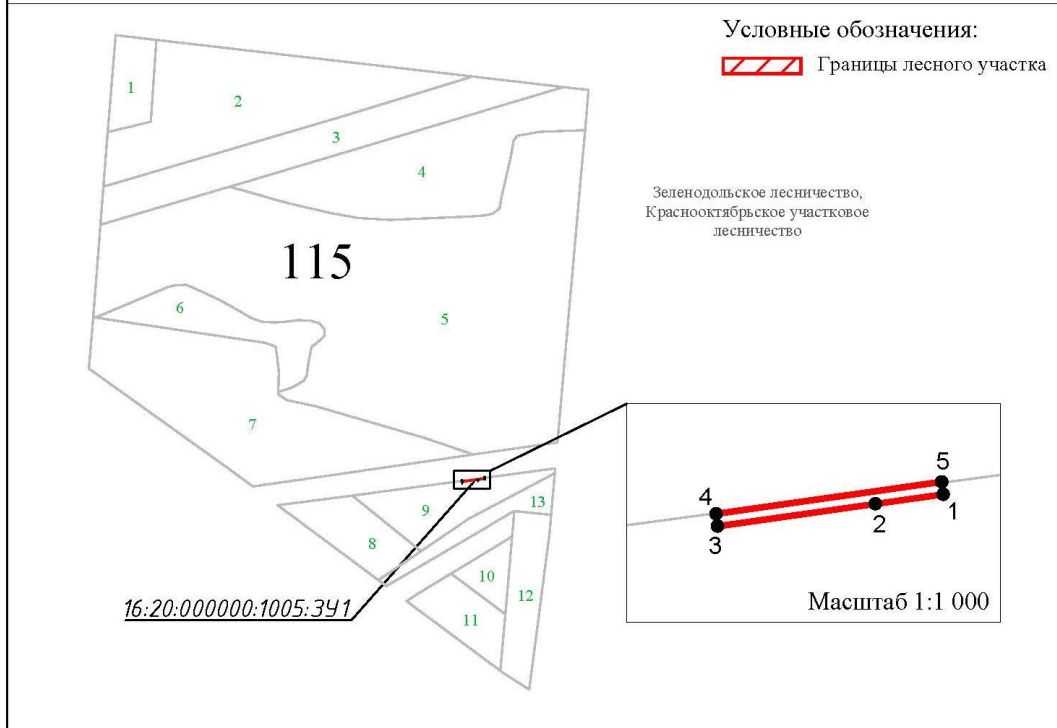 Условные обозначения:
Границы лесного участка
1
2
3
4
Зеленодольское лесничество,
Краснооктябрьское участковое
лесничество
115
6
5
7
9
13
8
10
12
11
16:20:000000:1005:ЗУ1
5
4
1
2
3
Масштаб 1:1 000